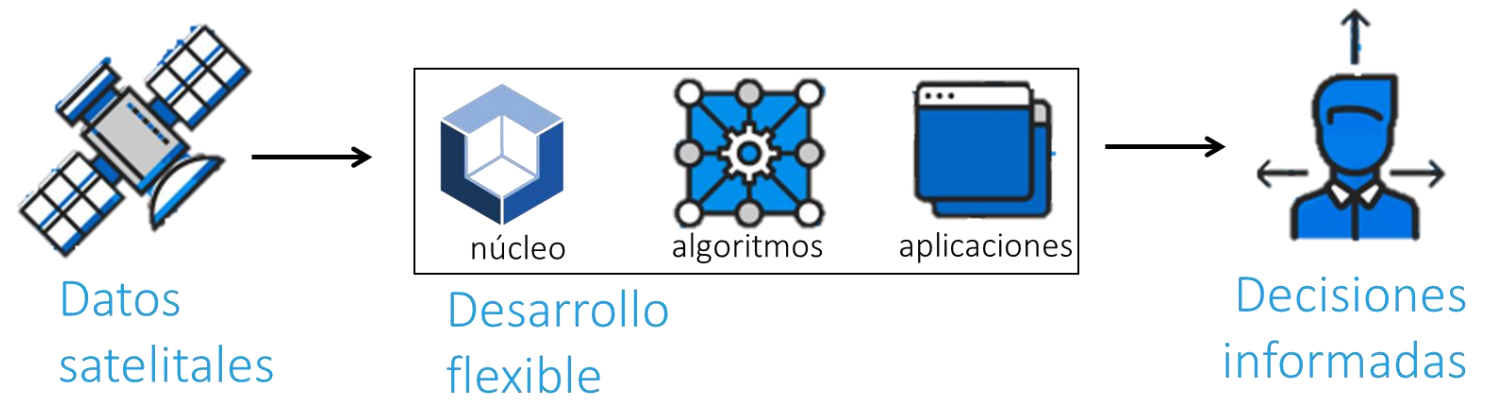 núcleo
algoritmos
aplicaciones
Datos
satelitales
Desarrollo
flexible
Decisiones
informadas